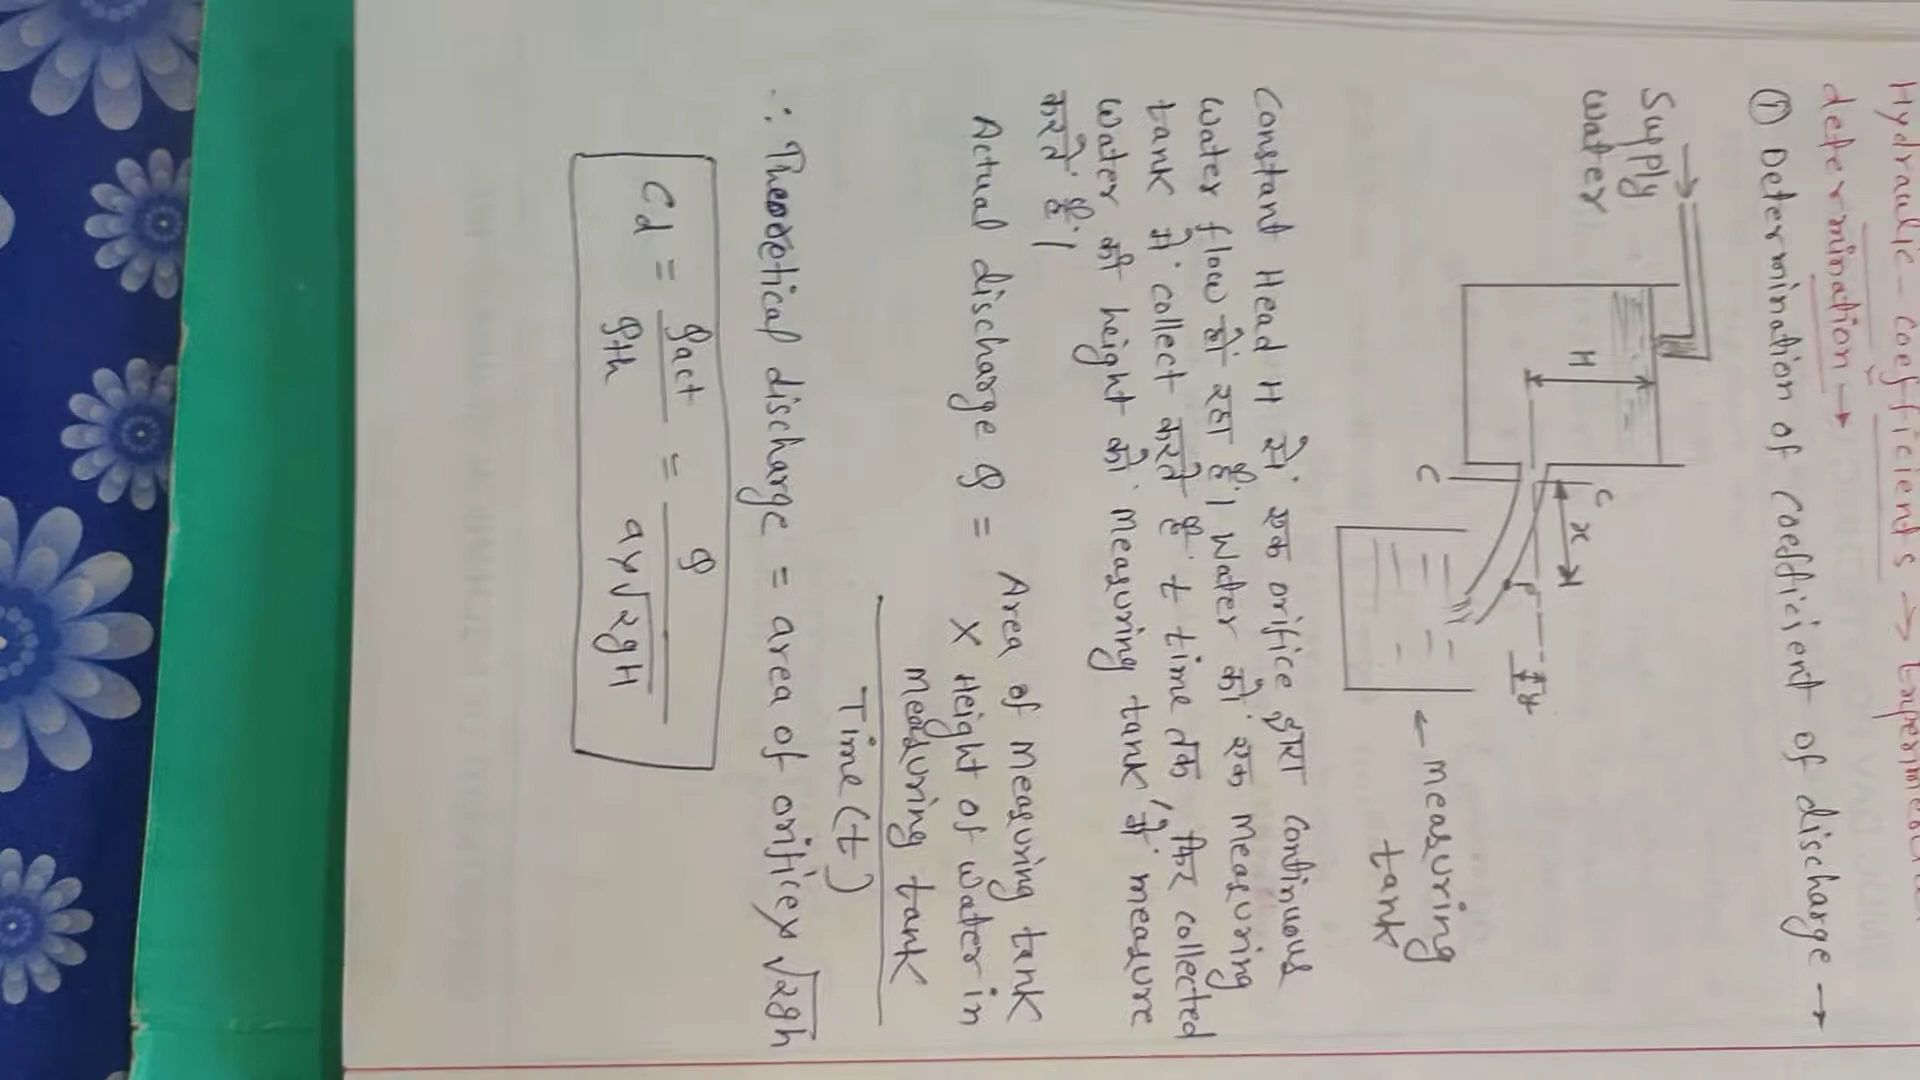 Hydraulic-coefficients → Experimental
determination →
① Determination of coefficient of discharge →
Supply →
water
H
C
C
x
P
y
← measuring
tank
Constant Head H से एक orifice द्वारा continuous
water flow हो रहा है। water को एक measuring
tank में collect करते हैं t time तक, फिर collected
water की height को measuring tank में measure
करते हैं।
Actual discharge Q = Area of measuring tank
× Height of water in
measuring tank
Time (t)
∴ Theoretical discharge = area of orifice × √2gh
Cd = Qact / Qth = Q / a×√2gH